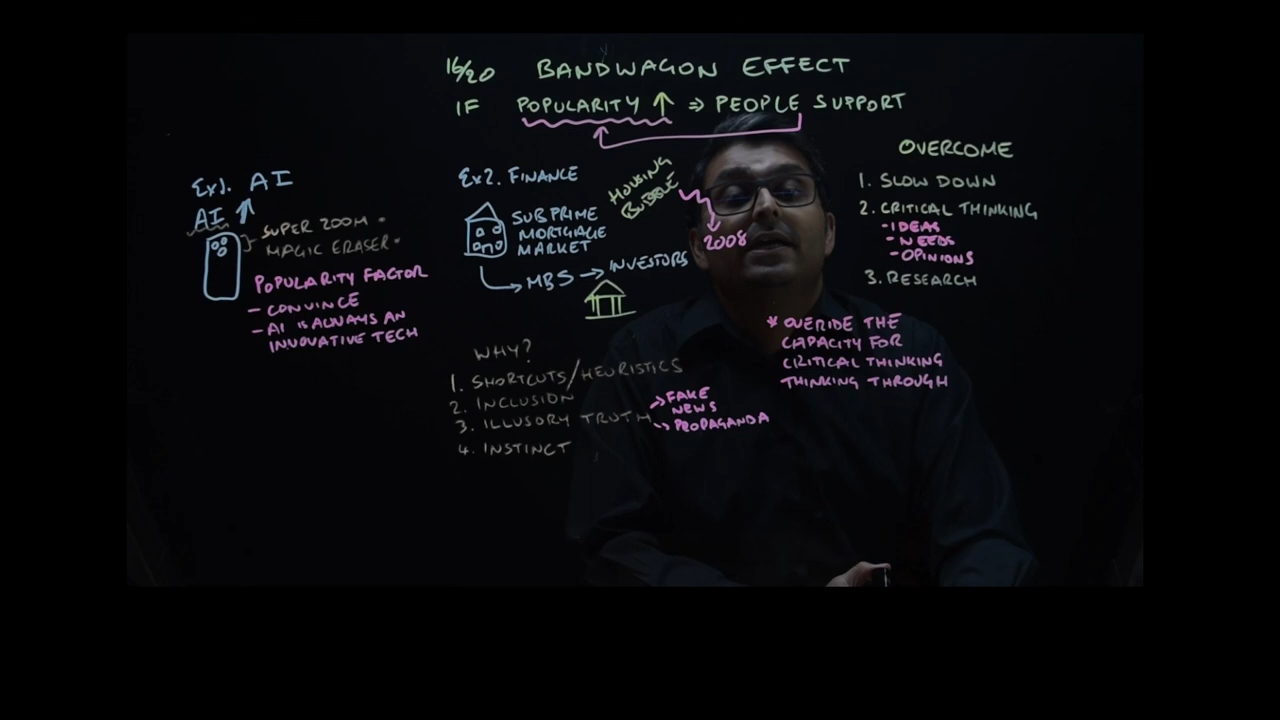 16/20 BANDWAGON EFFECT
IF POPULARITY ↑ ⇒ PEOPLE SUPPORT
Ex1. AI
AI ↑
SUPER ZOOM
MAGIC ERASER
POPULARITY FACTOR
- CONVINCE
- AI IS ALWAYS AN
INNOVATIVE TECH
Ex2. FINANCE
SUBPRIME
MORTGAGE
MARKET
MBS → INVESTORS
HOUSING
BUBBLE
2008
WHY?
1. SHORTCUTS/HEURISTICS
2. INCLUSION
3. ILLUSORY TRUTH
→ FAKE
NEWS
→ PROPAGANDA
4. INSTINCT
OVERCOME
1. SLOW DOWN
2. CRITICAL THINKING
- IDEAS
- NEEDS
- OPINIONS
3. RESEARCH
* OVERIDE THE
CAPACITY FOR
CRITICAL THINKING
THINKING THROUGH